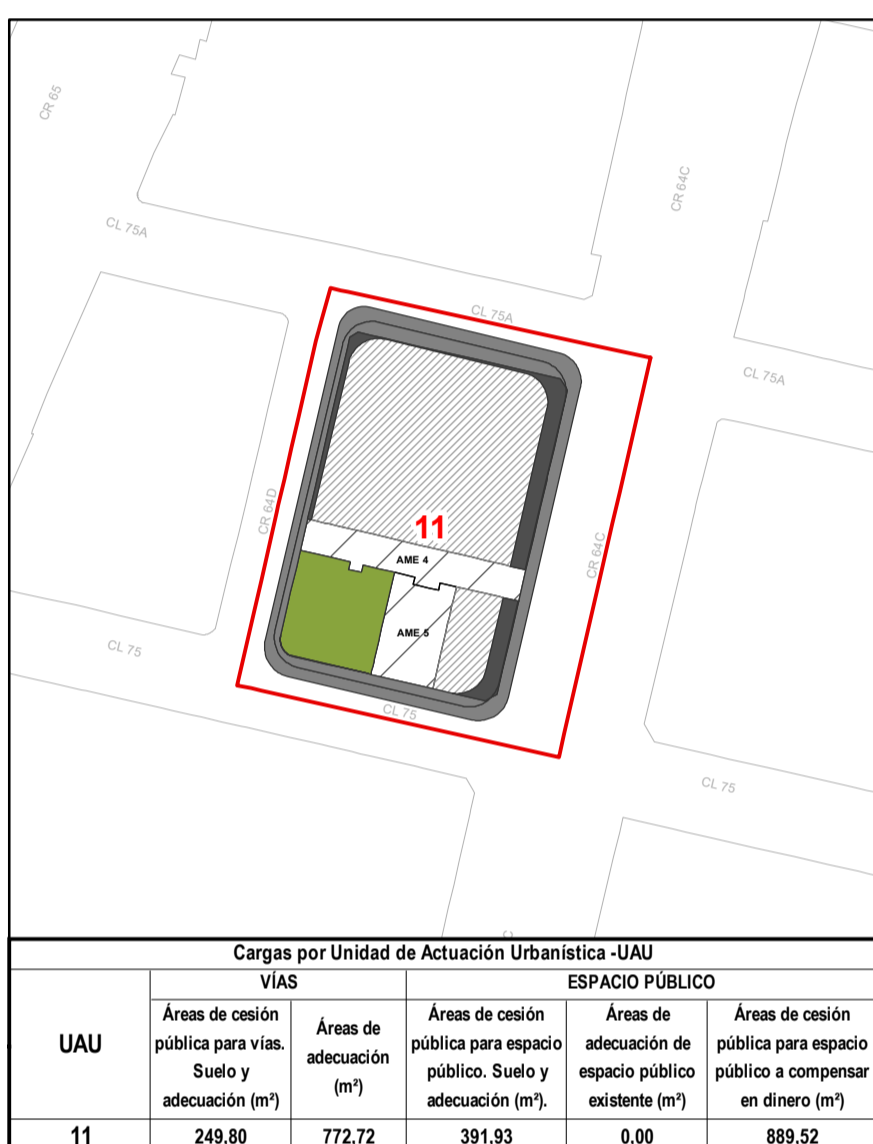 CR 65
CR 64C
CL 75A
CL 75A
CL 75A
CR 64D
11
AME 4
CR 64C
AME 5
CL 75
CL 75
CL 75
Cargas por Unidad de Actuación Urbanística -UAU
VÍAS
ESPACIO PÚBLICO
UAU
Áreas de cesión
pública para vías.
Suelo y
adecuación (m²)
Áreas de
adecuación
(m²)
Áreas de cesión
pública para espacio
público. Suelo y
adecuación (m²).
Áreas de
adecuación de
espacio público
existente (m²)
Áreas de cesión
pública para espacio
público a compensar
en dinero (m²)
11 249.80 772.72 391.93 0.00 889.52